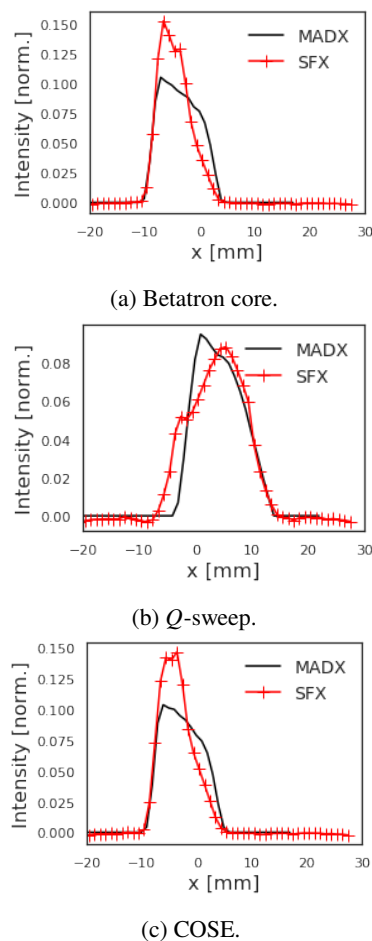 Intensity [norm.]
0.150
0.125
0.100
0.075
0.050
0.025
0.000
MADX
SFX
−20 −10 0 10 20 30
x [mm]
(a) Betatron core.
Intensity [norm.]
0.08
0.06
0.04
0.02
0.00
MADX
SFX
−20 −10 0 10 20 30
x [mm]
(b) Q-sweep.
Intensity [norm.]
0.150
0.125
0.100
0.075
0.050
0.025
0.000
MADX
SFX
−20 −10 0 10 20 30
x [mm]
(c) COSE.